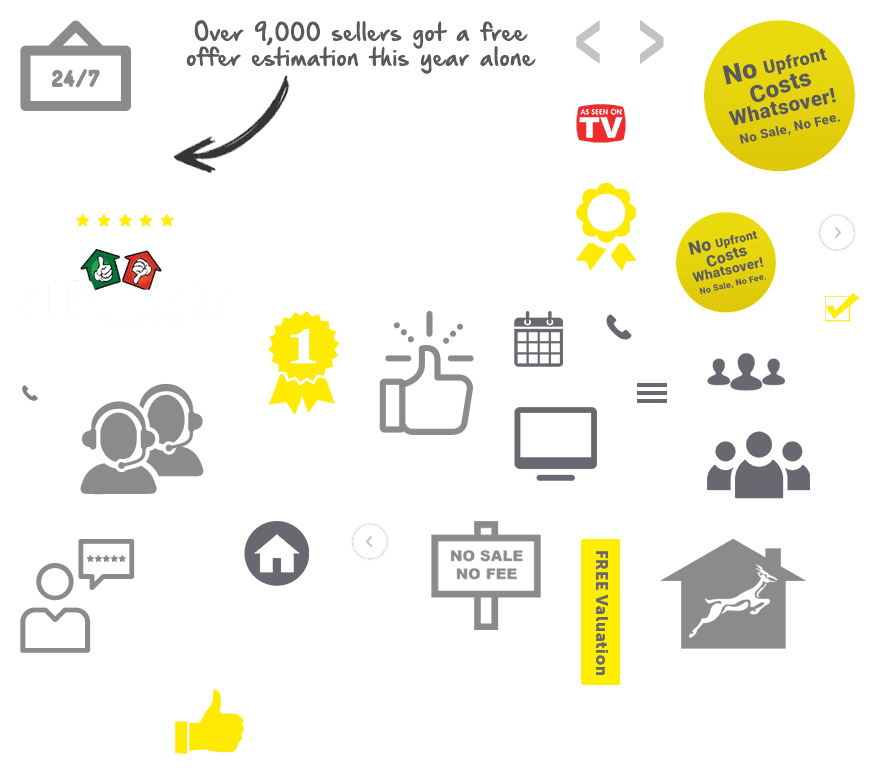 24/7
Over 9,000 sellers got a free
offer estimation this year alone
No Upfront
Costs
Whatsover!
No Sale, No Fee.
AS SEEN ON
TV
No Upfront
Costs
Whatsover!
No Sale, No Fee.
1
NO SALE
NO FEE
FREE Valuation